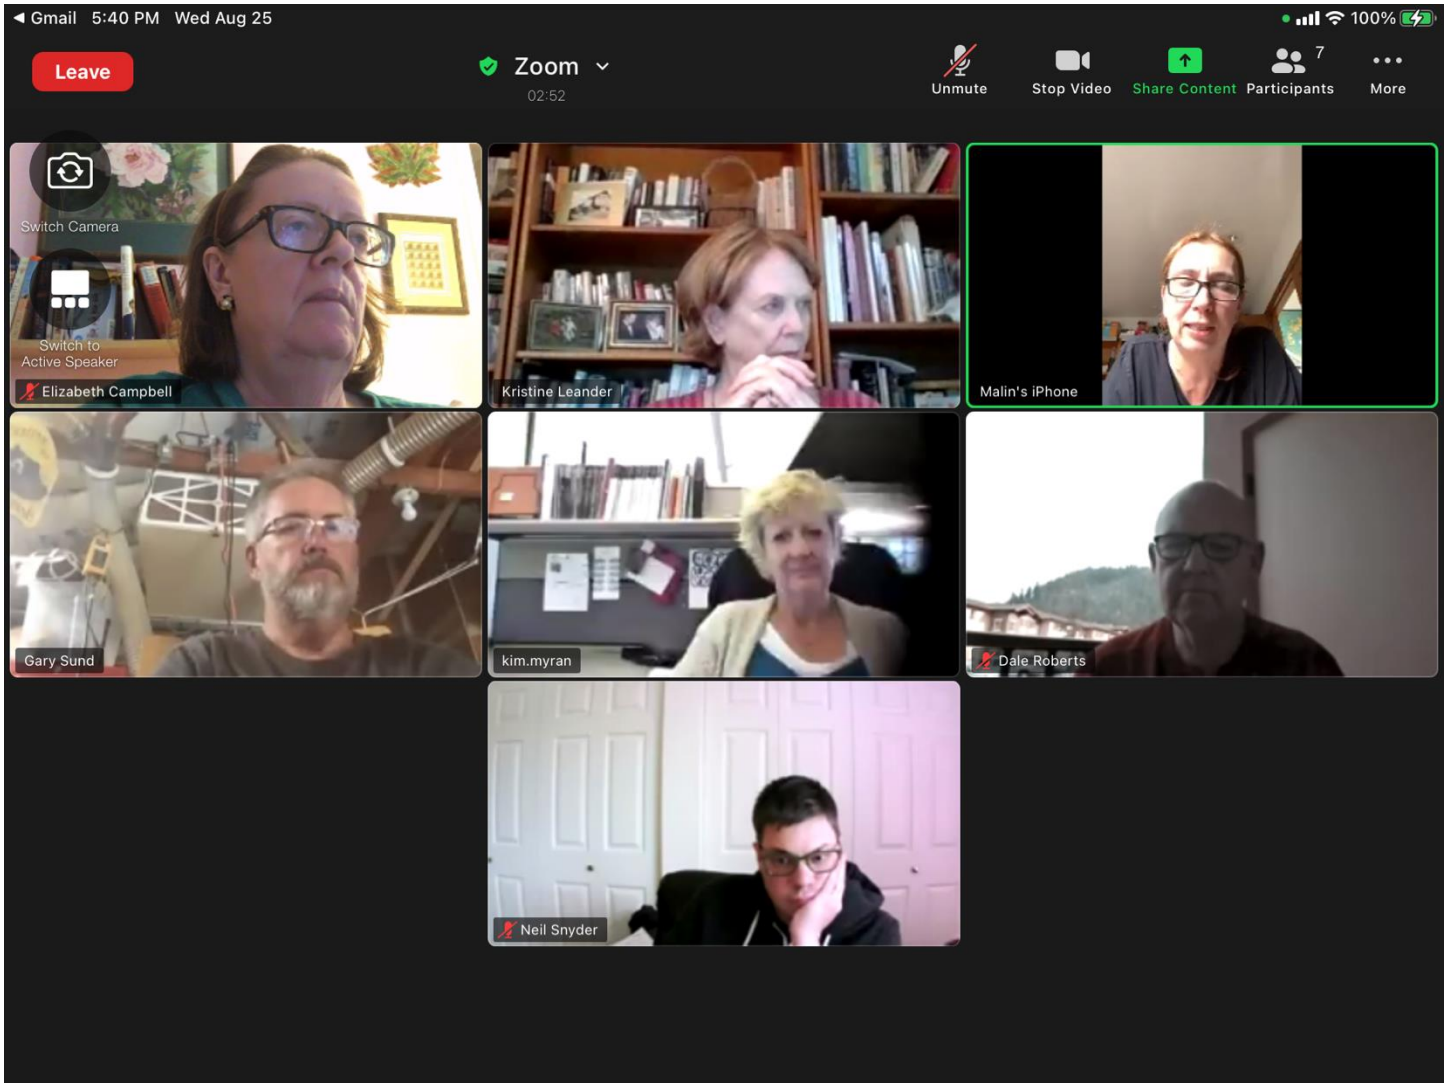 ◀ Gmail 5:40 PM Wed Aug 25
100%
Leave
Zoom
02:52
Unmute
Stop Video
Share Content
Participants
7
More
Switch Camera
Switch to
Active Speaker
Elizabeth Campbell
Kristine Leander
Malin's iPhone
Gary Sund
kim.myran
Dale Roberts
Neil Snyder